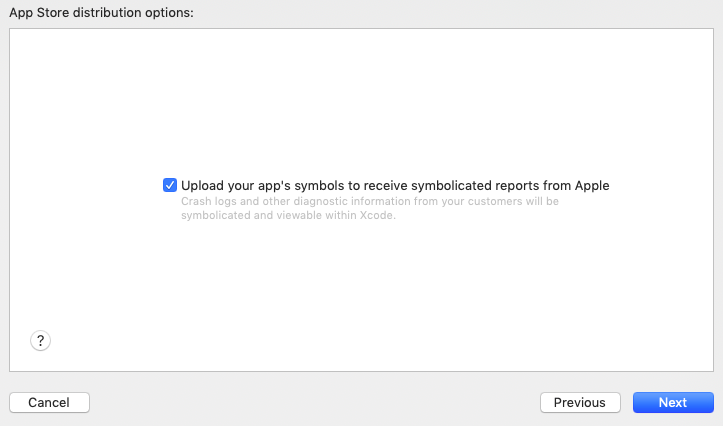 App Store distribution options:
Upload your app's symbols to receive symbolicated reports from Apple
Crash logs and other diagnostic information from your customers will be
symbolicated and viewable within Xcode.
?
Cancel
Previous
Next